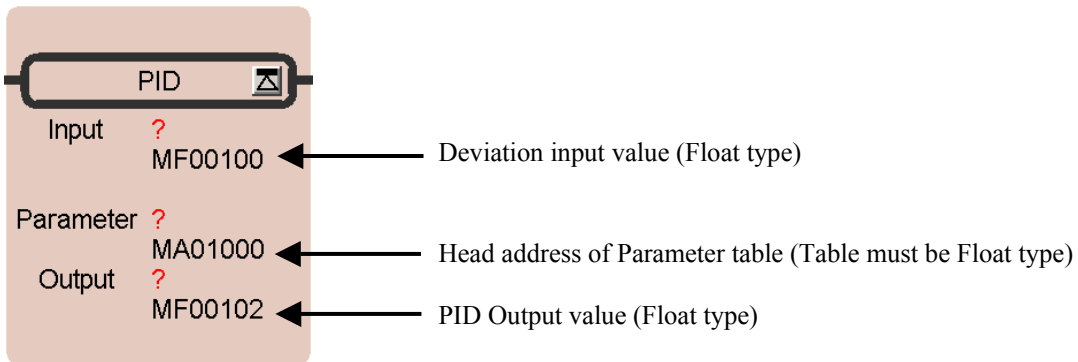 PID
Input ?
MF00100 Deviation input value (Float type)
Parameter ?
MA01000 Head address of Parameter table (Table must be Float type)
Output ?
MF00102 PID Output value (Float type)